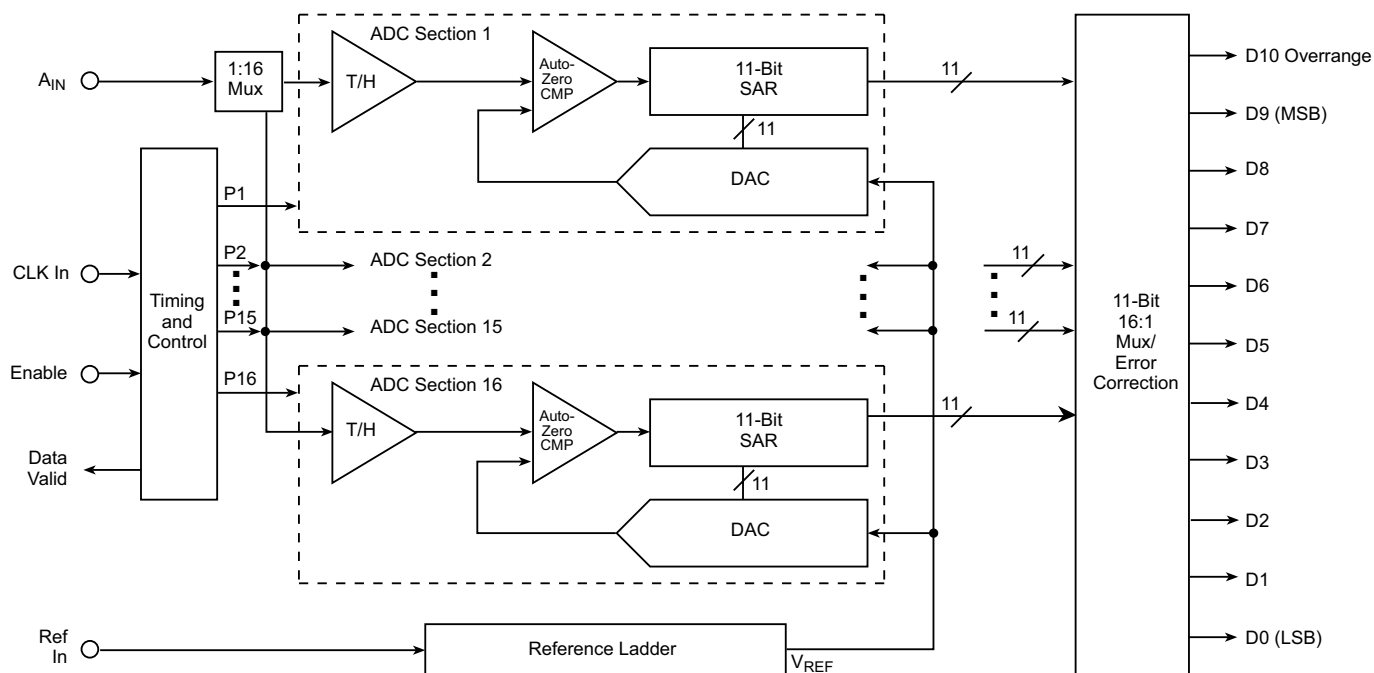 ADC Section 1
A_IN
1:16
Mux
T/H
Auto-
Zero
CMP
11-Bit
SAR
11
11
DAC
D10 Overrange
D9 (MSB)
D8
D7
D6
D5
D4
D3
D2
D1
D0 (LSB)
P1
P2
P15
P16
CLK In
Enable
Data
Valid
Timing
and
Control
ADC Section 2
ADC Section 15
11
11
11-Bit
16:1
Mux/
Error
Correction
ADC Section 16
T/H
Auto-
Zero
CMP
11-Bit
SAR
11
11
DAC
Ref
In
Reference Ladder
V_REF